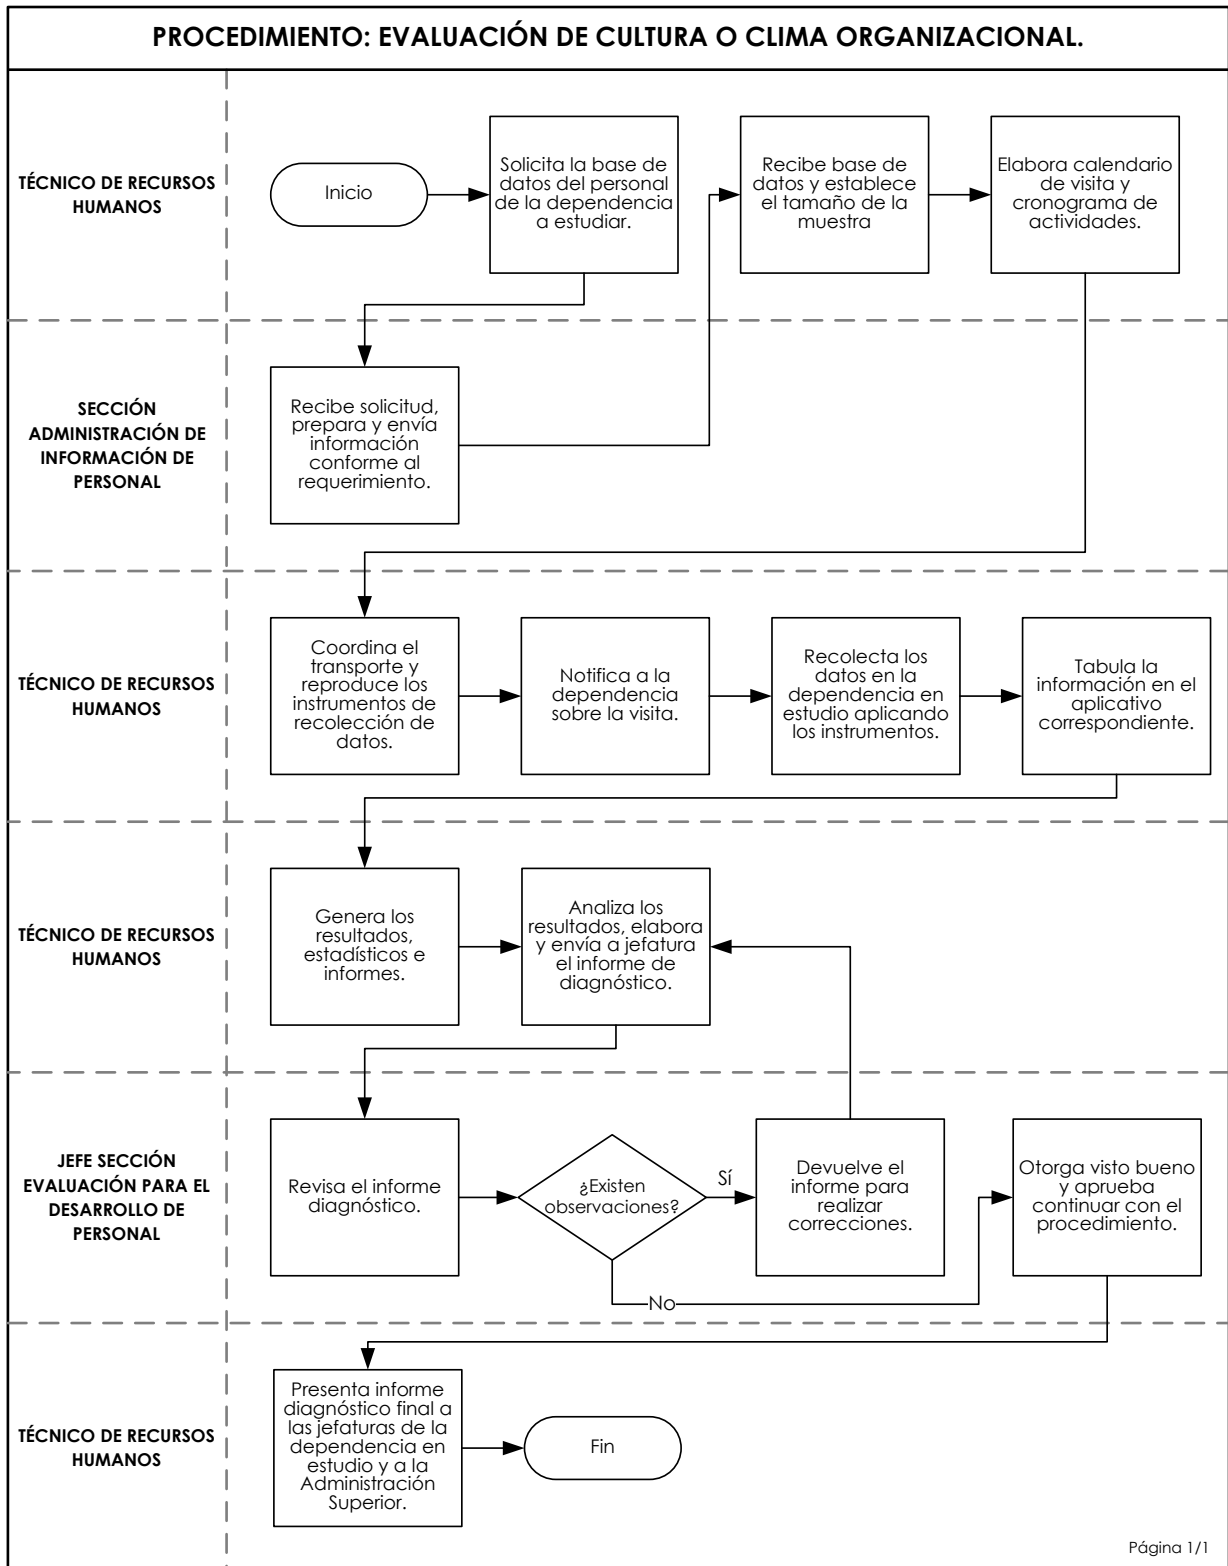 PROCEDIMIENTO: EVALUACIÓN DE CULTURA O CLIMA ORGANIZACIONAL.
TÉCNICO DE RECURSOS
HUMANOS
Inicio
Solicita la base de
datos del personal
de la dependencia
a estudiar.
Recibe base de
datos y establece
el tamaño de la
muestra
Elabora calendario
de visita y
cronograma de
actividades.
SECCIÓN
ADMINISTRACIÓN DE
INFORMACIÓN DE
PERSONAL
Recibe solicitud,
prepara y envía
información
conforme al
requerimiento.
TÉCNICO DE RECURSOS
HUMANOS
Coordina el
transporte y
reproduce los
instrumentos de
recolección de
datos.
Notifica a la
dependencia
sobre la visita.
Recolecta los
datos en la
dependencia en
estudio aplicando
los instrumentos.
Tabula la
información en el
aplicativo
correspondiente.
TÉCNICO DE RECURSOS
HUMANOS
Genera los
resultados,
estadísticos e
informes.
Analiza los
resultados, elabora
y envía a jefatura
el informe de
diagnóstico.
JEFE SECCIÓN
EVALUACIÓN PARA EL
DESARROLLO DE
PERSONAL
Revisa el informe
diagnóstico.
¿Existen
observaciones?
Sí
No
Devuelve el
informe para
realizar
correcciones.
Otorga visto bueno
y aprueba
continuar con el
procedimiento.
TÉCNICO DE RECURSOS
HUMANOS
Presenta informe
diagnóstico final a
las jefaturas de la
dependencia en
estudio y a la
Administración
Superior.
Fin
Página 1/1